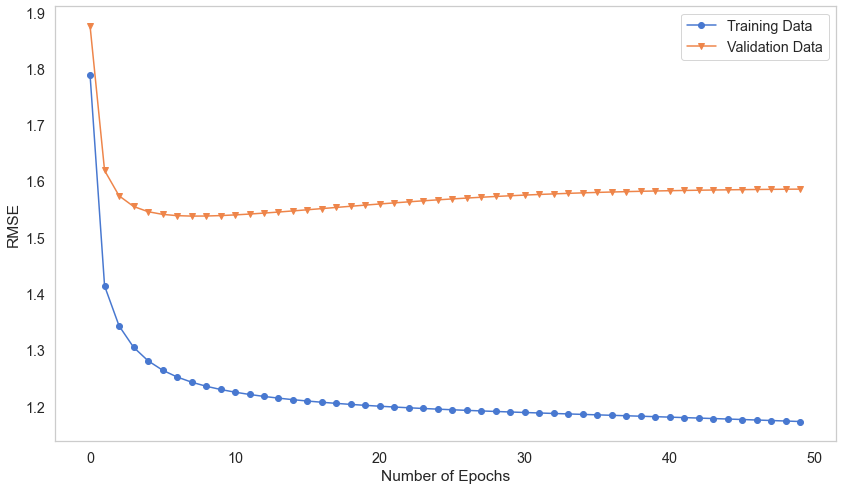 Training Data
Validation Data
1.9
1.8
1.7
1.6
1.5
1.4
1.3
1.2
RMSE
0 10 20 30 40 50
Number of Epochs